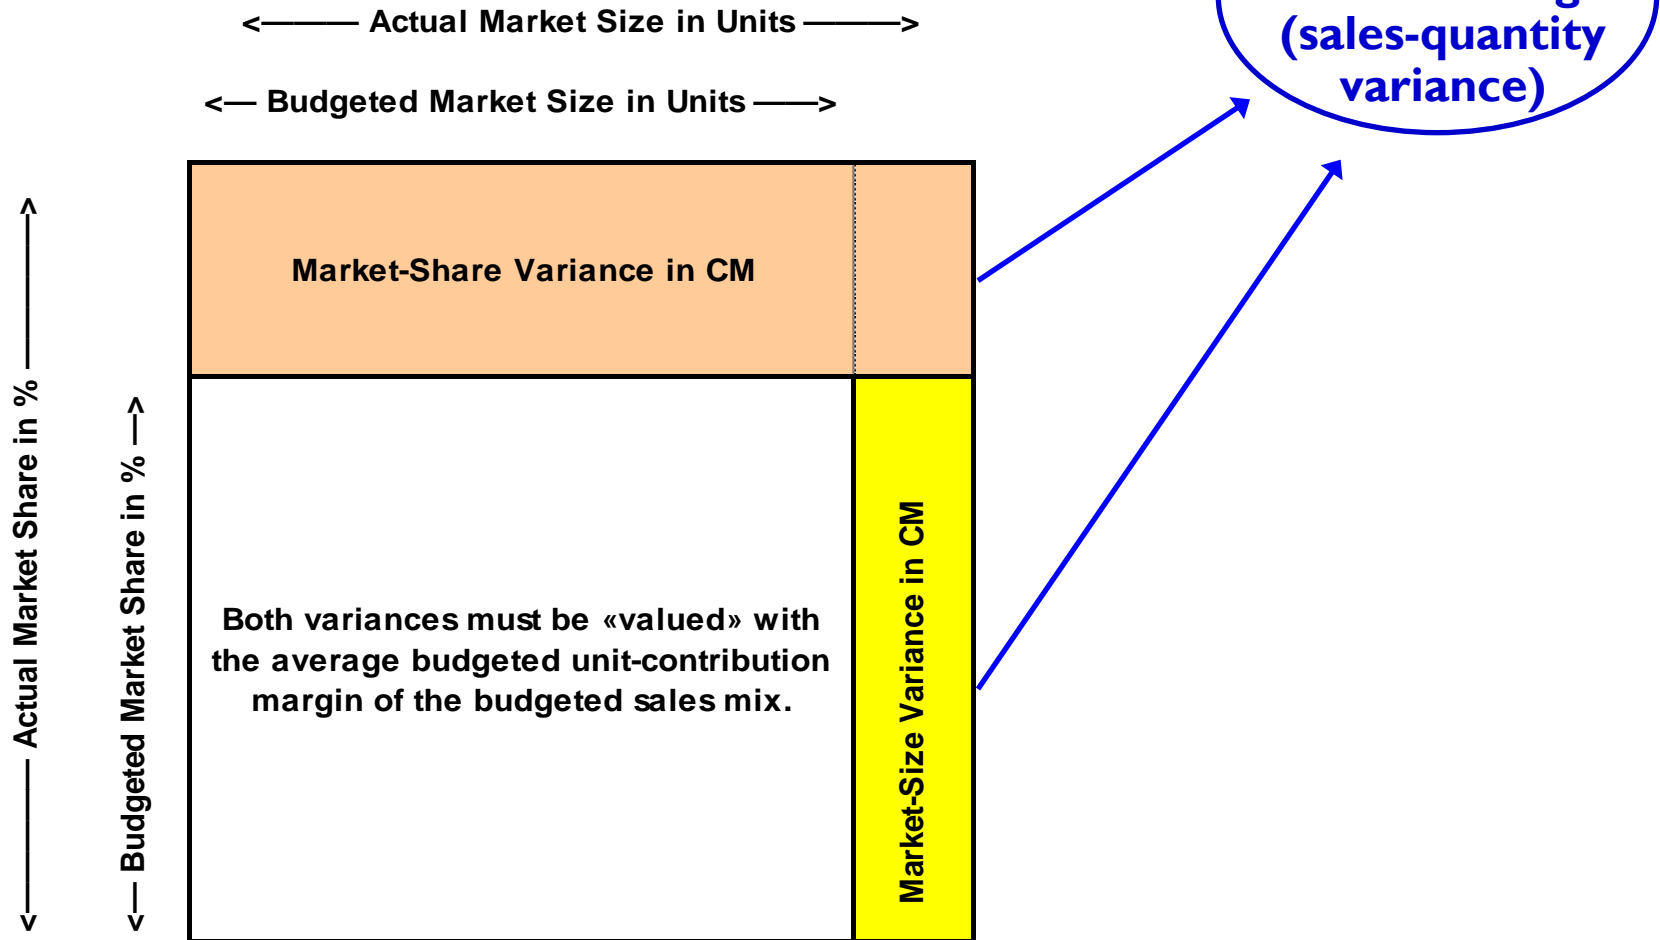 <——— Actual Market Size in Units ———>
(sales-quantity
variance)
<— Budgeted Market Size in Units ——>
Market-Share Variance in CM
<———— Actual Market Share in % ————>
<— Budgeted Market Share in % —>
Both variances must be «valued» with
the average budgeted unit-contribution
margin of the budgeted sales mix.
Market-Size Variance in CM